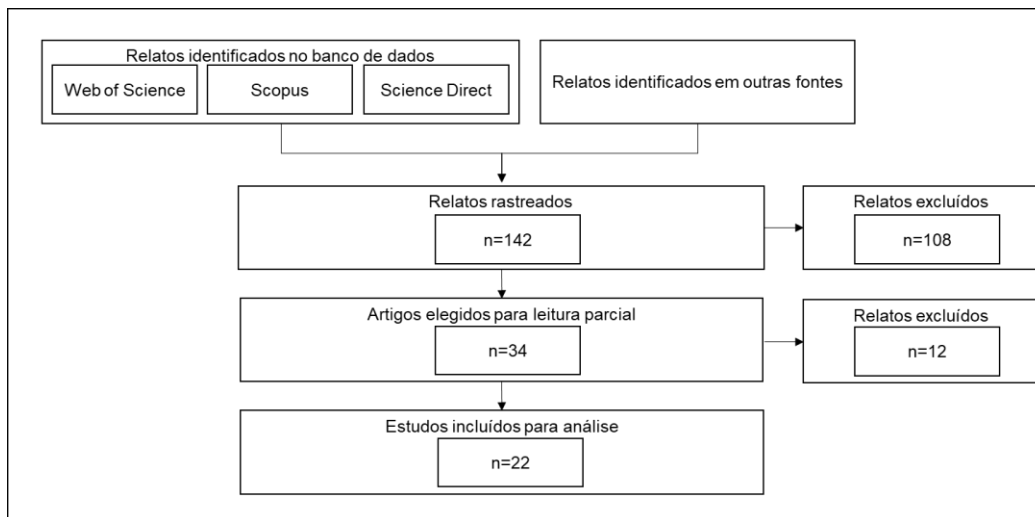 Relatos identificados no banco de dados
Web of Science
Scopus
Science Direct
Relatos identificados em outras fontes
Relatos rastreados
n=142
Relatos excluídos
n=108
Artigos elegidos para leitura parcial
n=34
Relatos excluídos
n=12
Estudos incluídos para análise
n=22